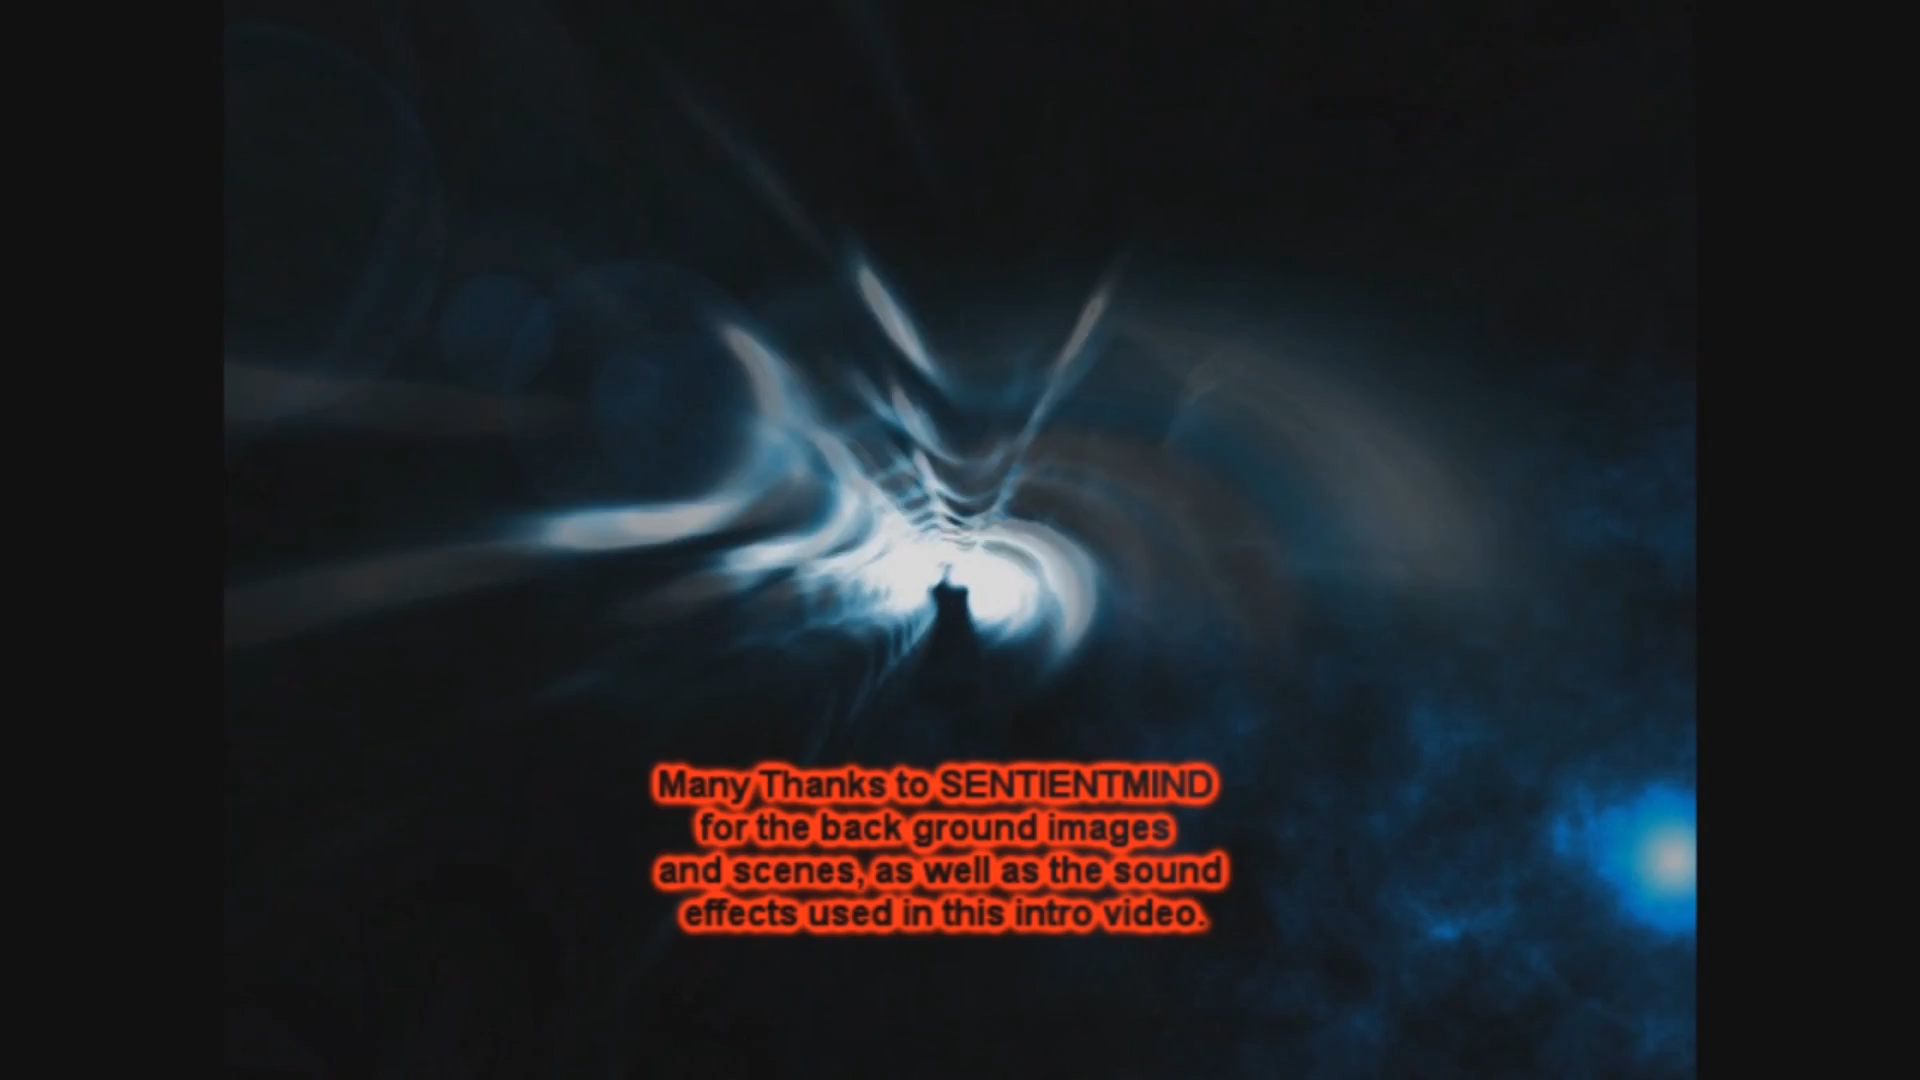 Many Thanks to SENTIENTMIND
for the back ground images
and scenes, as well as the sound
effects used in this intro video.